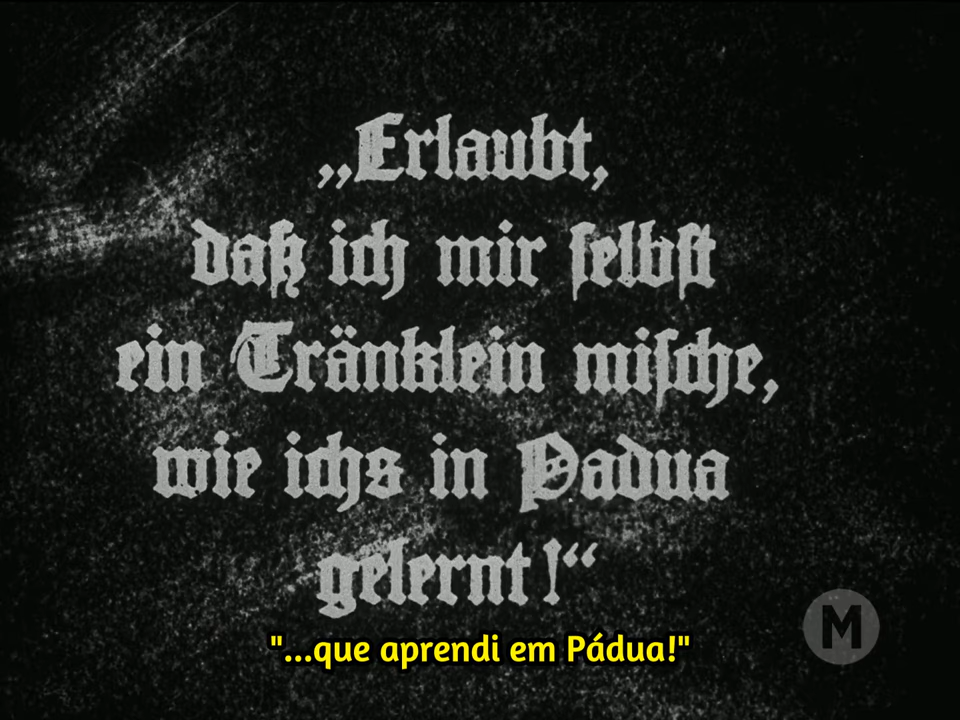 „Erlaubt,
daß ich mir ſelbſt
ein Tränklein miſche,
wie ichs in Padua
gelernt!“
"...que aprendi em Pádua!"
M